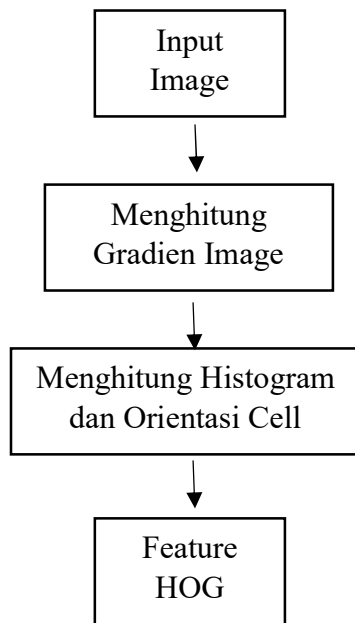 Input
Image
Menghitung
Gradien Image
Menghitung Histogram
dan Orientasi Cell
Feature
HOG